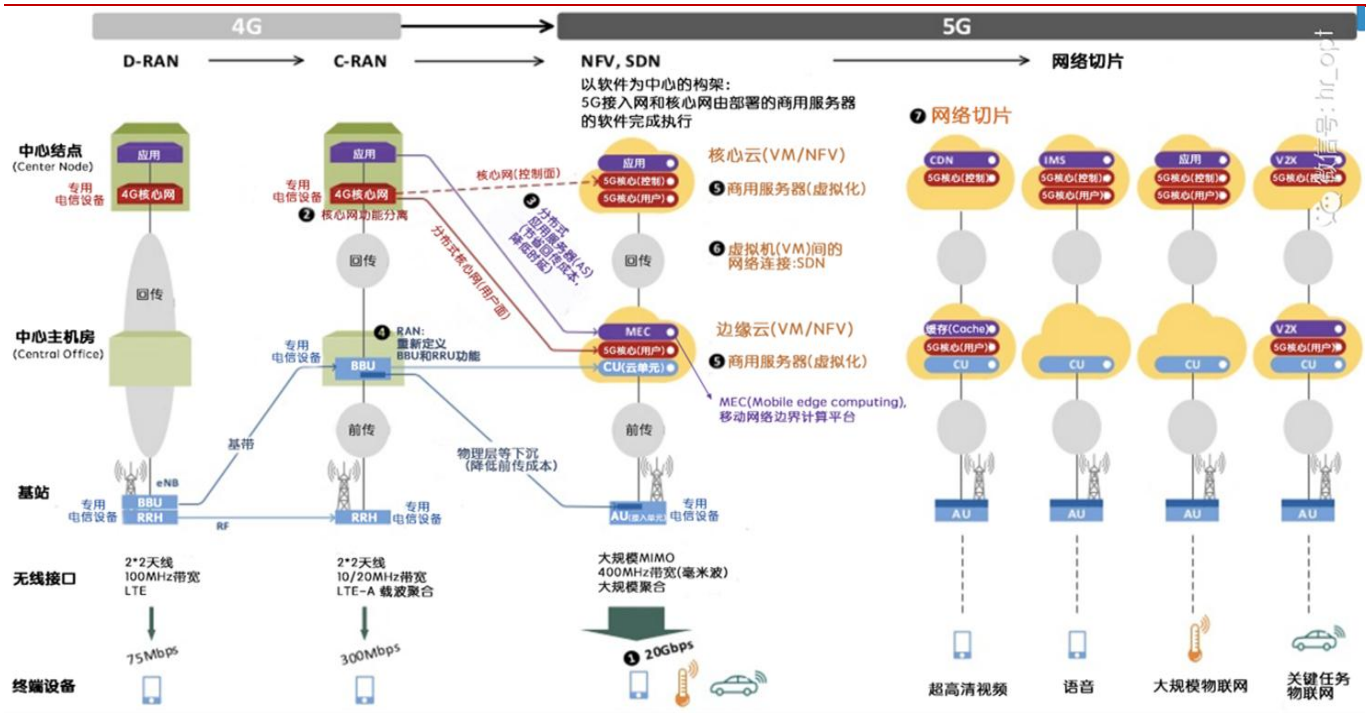 4G
5G
D-RAN
C-RAN
NFV, SDN
网络切片
以软件为中心的构架：
5G接入网和核心网由部署的商用服务器
的软件完成执行
❼ 网络切片
中心结点
(Center Node)
专用
电信设备
应用
4G核心网
专用
电信设备
应用
4G核心网
❷ 核心网功能分离
核心网(控制面)
❸ 分布式
应用服务器(AS)
(节省回传成本，
降低时延)
分布式核心网(用户面)
应用
5G核心(控制)
5G核心(用户)
核心云(VM/NFV)
❺ 商用服务器(虚拟化)
CDN
5G核心(控制)
IMS
5G核心(控制)
5G核心(用户)
应用
5G核心(控制)
5G核心(用户)
V2X
5G核心(控制)
微信号: hr_opt
回传
回传
回传
❻ 虚拟机(VM)间的
网络连接:SDN
中心主机房
(Central Office)
专用
电信设备
❹ RAN:
重新定义
BBU和RRU功能
BBU
MEC
5G核心(用户)
CU(云单元)
边缘云(VM/NFV)
❺ 商用服务器(虚拟化)
MEC(Mobile edge computing),
移动网络边界计算平台
缓存(Cache)
5G核心(用户)
CU
CU
CU
V2X
5G核心(用户)
CU
前传
前传
基带
物理层等下沉
(降低前传成本)
基站
专用
电信设备
eNB
BBU
RRH
RF
RRH
专用
电信设备
AU(接入单元)
专用
电信设备
AU
AU
AU
AU
无线接口
2*2天线
100MHz带宽
LTE
2*2天线
10/20MHz带宽
LTE-A 载波聚合
大规模MIMO
400MHz带宽(毫米波)
大规模聚合
75Mbps
300Mbps
❶ 20Gbps
终端设备
超高清视频
语音
大规模物联网
关键任务
物联网